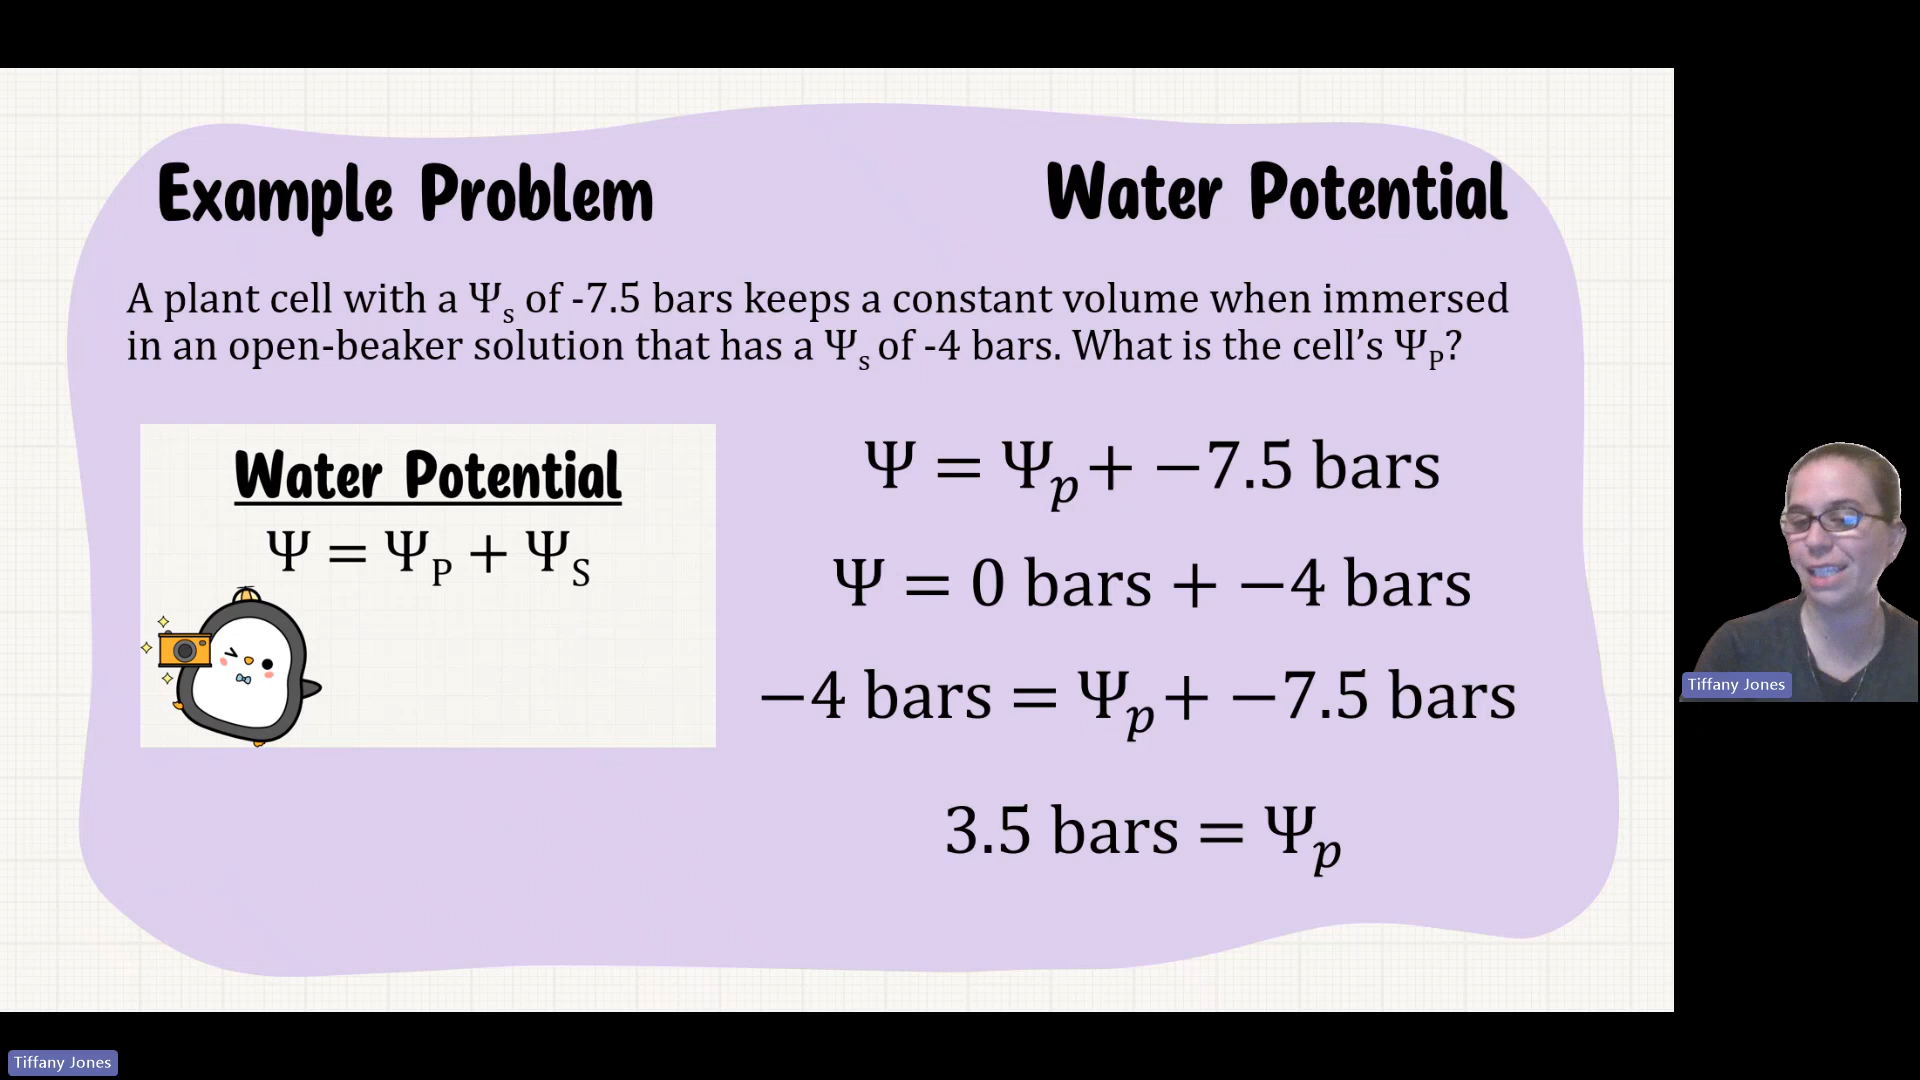 Example Problem
Water Potential
A plant cell with a Ψs of -7.5 bars keeps a constant volume when immersed
in an open-beaker solution that has a Ψs of -4 bars. What is the cell’s ΨP?
Water Potential
Ψ = ΨP + ΨS
Ψ = Ψp + −7.5 bars
Ψ = 0 bars + −4 bars
−4 bars = Ψp + −7.5 bars
3.5 bars = Ψp
Tiffany Jones
Tiffany Jones